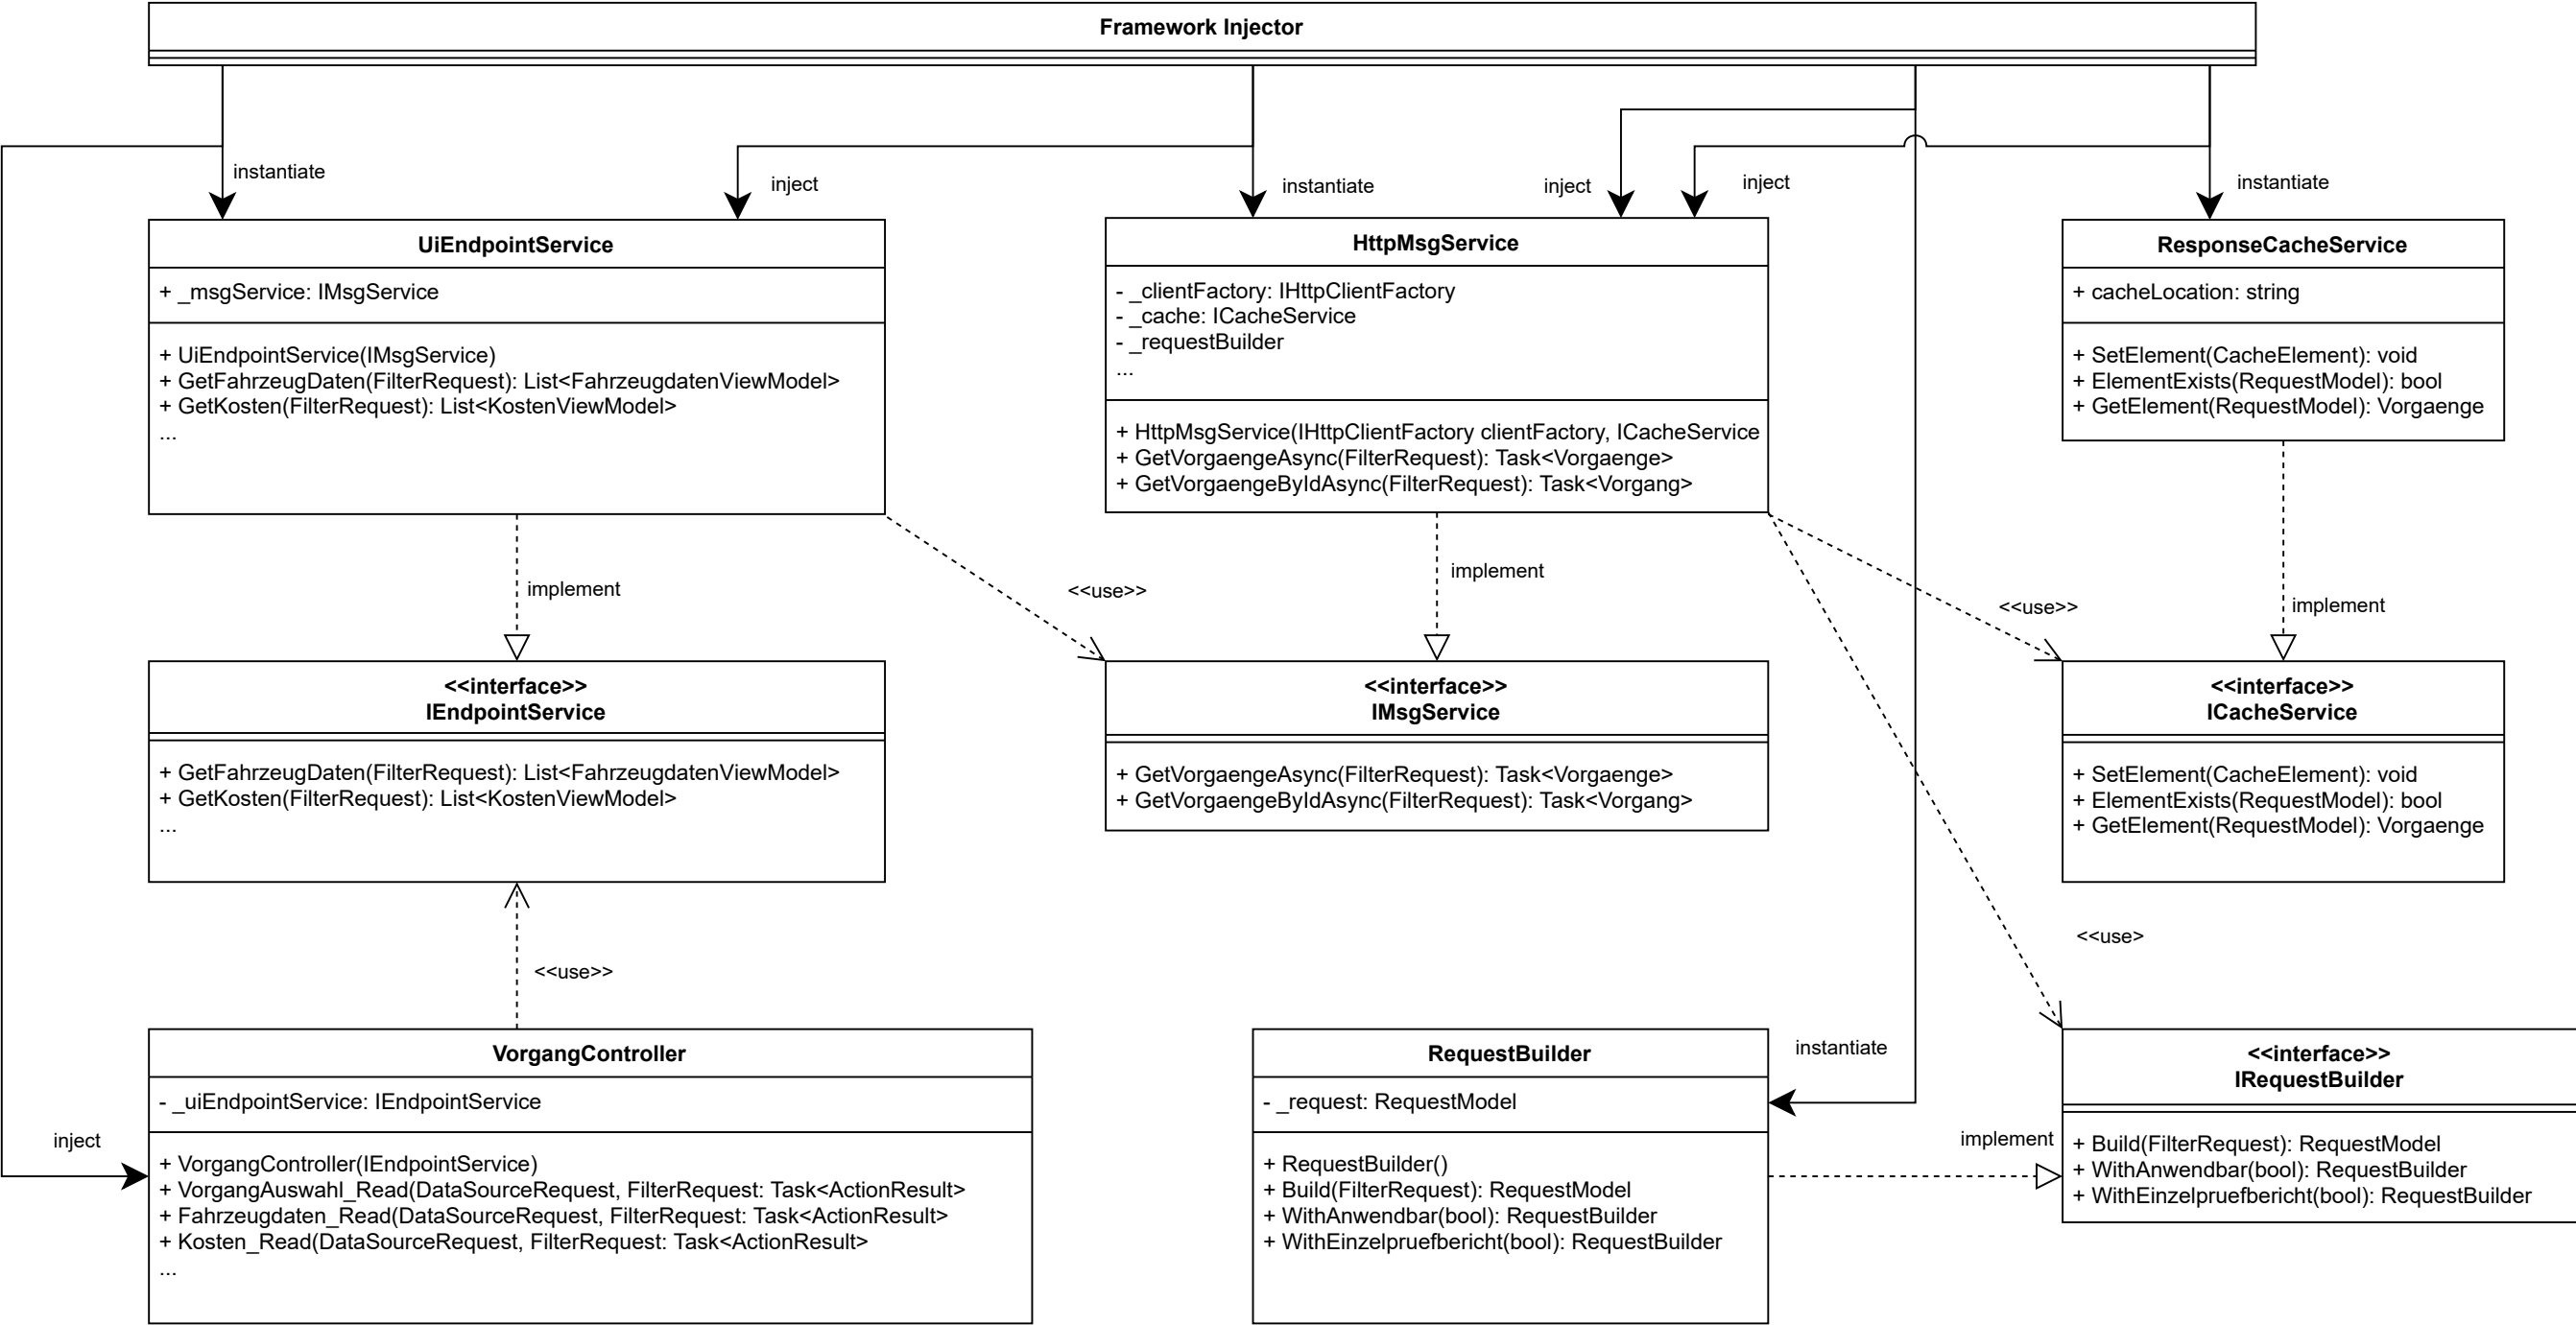 Framework Injector
instantiate
inject
instantiate
inject
inject
instantiate
UiEndpointService
+ _msgService: IMsgService
+ UiEndpointService(IMsgService)
+ GetFahrzeugDaten(FilterRequest): List<FahrzeugdatenViewModel>
+ GetKosten(FilterRequest): List<KostenViewModel>
...
HttpMsgService
- _clientFactory: IHttpClientFactory
- _cache: ICacheService
- _requestBuilder
...
+ HttpMsgService(IHttpClientFactory clientFactory, ICacheService
+ GetVorgaengeAsync(FilterRequest): Task<Vorgaenge>
+ GetVorgaengeByIdAsync(FilterRequest): Task<Vorgang>
ResponseCacheService
+ cacheLocation: string
+ SetElement(CacheElement): void
+ ElementExists(RequestModel): bool
+ GetElement(RequestModel): Vorgaenge
implement
<<use>>
implement
<<use>>
implement
<<interface>>
IEndpointService
+ GetFahrzeugDaten(FilterRequest): List<FahrzeugdatenViewModel>
+ GetKosten(FilterRequest): List<KostenViewModel>
...
<<interface>>
IMsgService
+ GetVorgaengeAsync(FilterRequest): Task<Vorgaenge>
+ GetVorgaengeByIdAsync(FilterRequest): Task<Vorgang>
<<interface>>
ICacheService
+ SetElement(CacheElement): void
+ ElementExists(RequestModel): bool
+ GetElement(RequestModel): Vorgaenge
<<use>>
<<use>
inject
VorgangController
- _uiEndpointService: IEndpointService
+ VorgangController(IEndpointService)
+ VorgangAuswahl_Read(DataSourceRequest, FilterRequest: Task<ActionResult>
+ Fahrzeugdaten_Read(DataSourceRequest, FilterRequest: Task<ActionResult>
+ Kosten_Read(DataSourceRequest, FilterRequest: Task<ActionResult>
...
RequestBuilder
- _request: RequestModel
+ RequestBuilder()
+ Build(FilterRequest): RequestModel
+ WithAnwendbar(bool): RequestBuilder
+ WithEinzelpruefbericht(bool): RequestBuilder
instantiate
implement
<<interface>>
IRequestBuilder
+ Build(FilterRequest): RequestModel
+ WithAnwendbar(bool): RequestBuilder
+ WithEinzelpruefbericht(bool): RequestBuilder